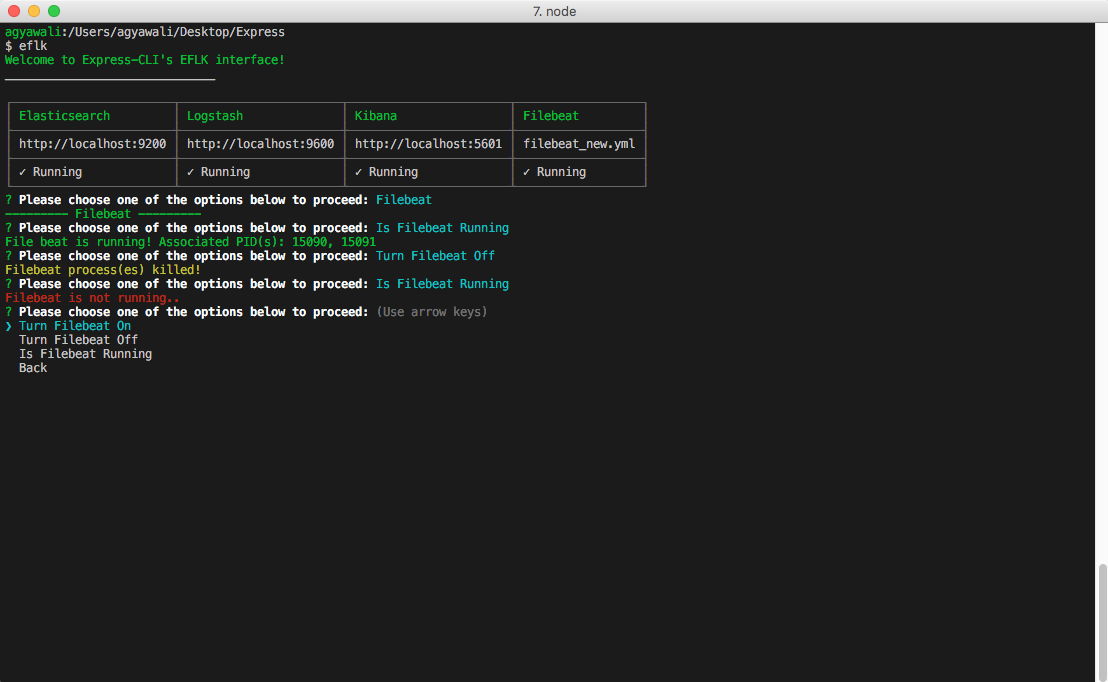 7. node
agyawali:/Users/agyawali/Desktop/Express
$ eflk
Welcome to Express-CLI's EFLK interface!
Elasticsearch Logstash Kibana Filebeat
http://localhost:9200 http://localhost:9600 http://localhost:5601 filebeat_new.yml
✓ Running ✓ Running ✓ Running ✓ Running
? Please choose one of the options below to proceed: Filebeat
————————— Filebeat —————————
? Please choose one of the options below to proceed: Is Filebeat Running
File beat is running! Associated PID(s): 15090, 15091
? Please choose one of the options below to proceed: Turn Filebeat Off
Filebeat process(es) killed!
? Please choose one of the options below to proceed: Is Filebeat Running
Filebeat is not running..
? Please choose one of the options below to proceed: (Use arrow keys)
❯ Turn Filebeat On
Turn Filebeat Off
Is Filebeat Running
Back